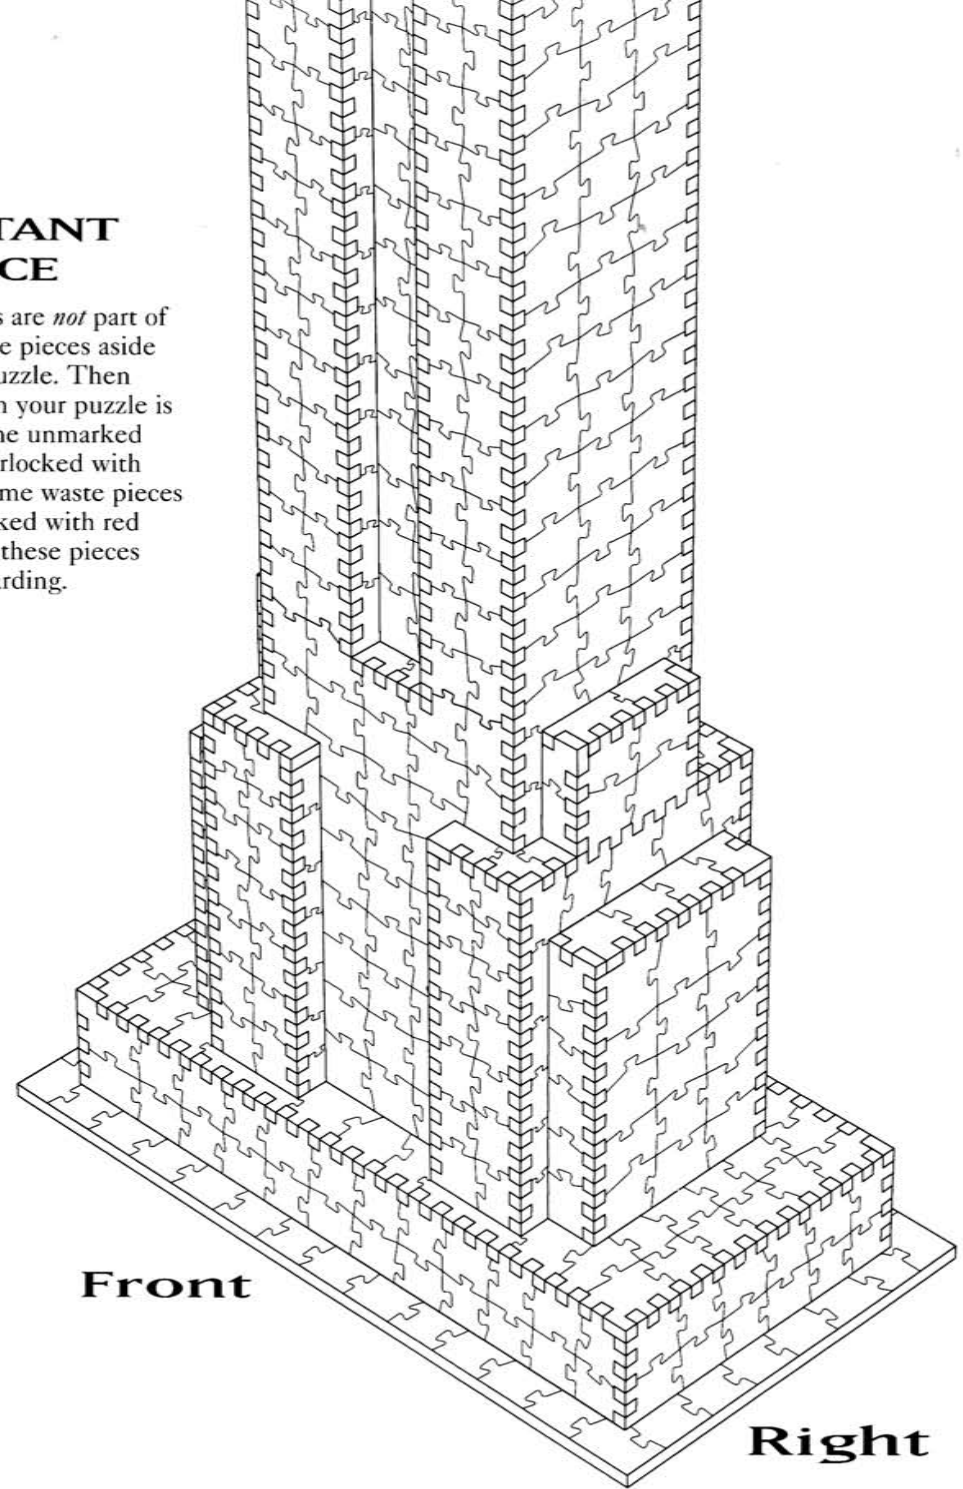 TANT
CE
s are not part of
e pieces aside
uzzle. Then
n your puzzle is
ne unmarked
rlocked with
me waste pieces
ked with red
these pieces
rding.
Front
Right